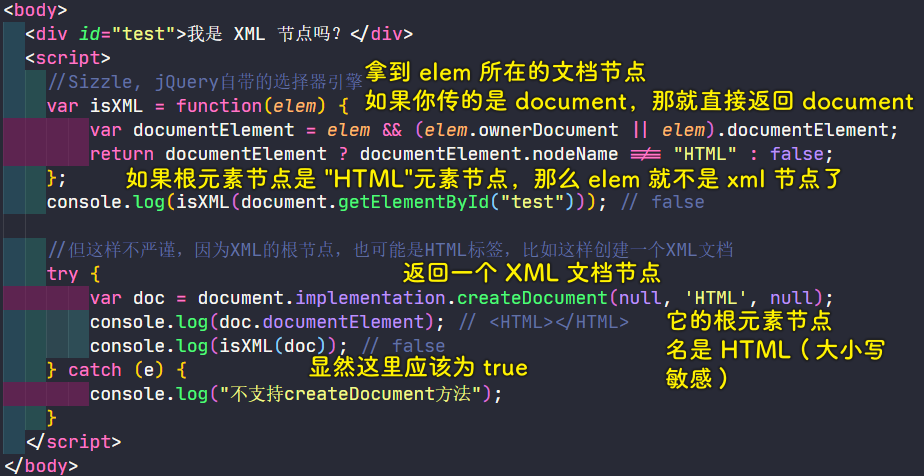 <body>
<div id="test">我是 XML 节点吗？</div>
<script>
//Sizzle, jQuery自带的选择器引擎
拿到 elem 所在的文档节点
var isXML = function(elem) {
如果你传的是 document，那就直接返回 document
var documentElement = elem && (elem.ownerDocument || elem).documentElement;
return documentElement ? documentElement.nodeName !== "HTML" : false;
};
如果根元素节点是 "HTML"元素节点，那么 elem 就不是 xml 节点了
console.log(isXML(document.getElementById("test"))); // false
//但这样不严谨，因为XML的根节点，也可能是HTML标签，比如这样创建一个XML文档
try {
返回一个 XML 文档节点
var doc = document.implementation.createDocument(null, 'HTML', null);
console.log(doc.documentElement); // <HTML></HTML>
它的根元素节点
名是 HTML（大小写
敏感）
console.log(isXML(doc)); // false
显然这里应该为 true
} catch (e) {
console.log("不支持createDocument方法");
}
</script>
</body>